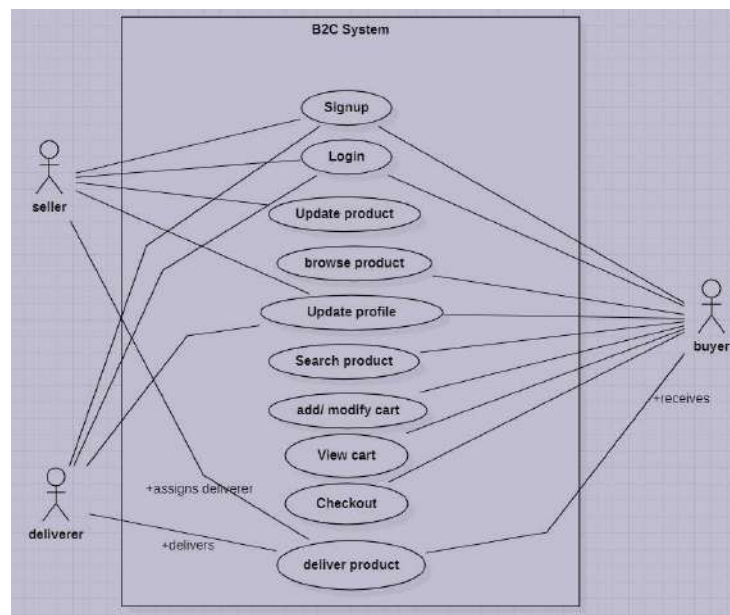 B2C System
Signup
Login
seller
Update product
browse product
Update profile
buyer
Search product
+receives
add/ modify cart
View cart
+assigns deliverer
Checkout
deliverer
+delivers
deliver product